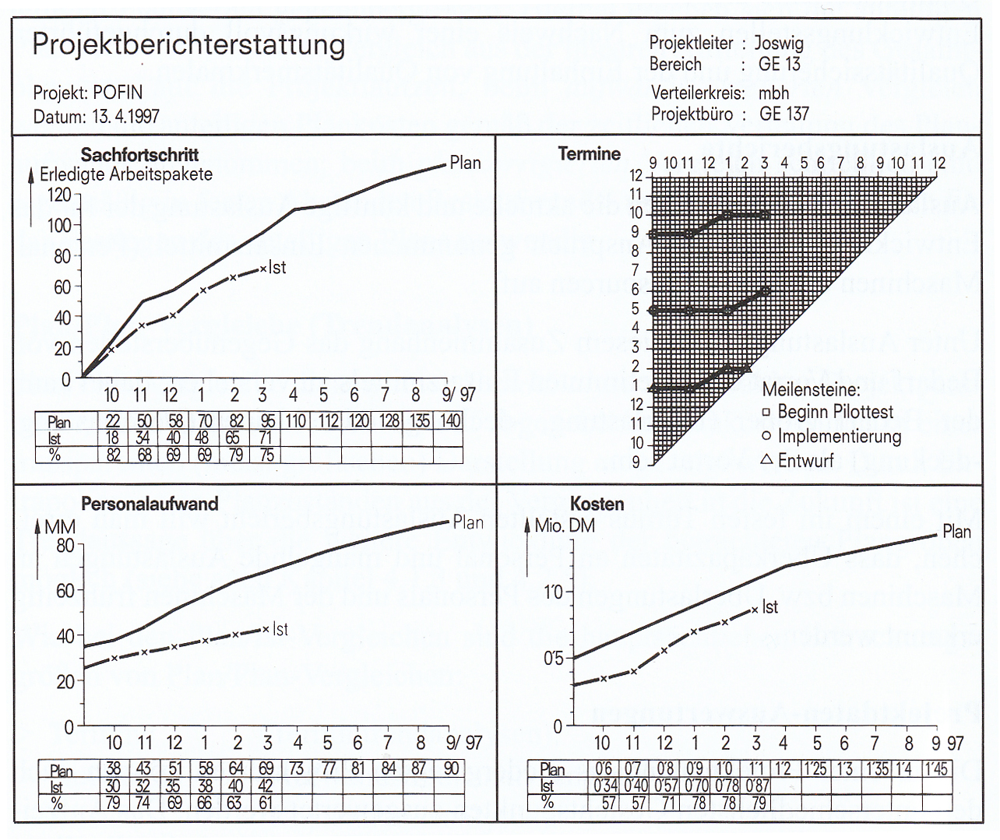 Projektberichterstattung
Projekt: POFIN
Datum: 13.4.1997
Projektleiter : Joswig
Bereich : GE 13
Verteilerkreis: mbh
Projektbüro : GE 137
Sachfortschritt
Erledigte Arbeitspakete
120
100
80
60
40
20
0
Plan
Ist
10 11 12 1 2 3 4 5 6 7 8 9/ 97
Plan 22 50 58 70 82 95 110 112 120 128 135 140
Ist 18 34 40 48 65 71
% 82 68 69 69 79 75
Termine
9 10 11 12 1 2 3 4 5 6 7 8 9 10 11 12
12
11
10
9
8
7
6
5
4
3
2
1
12
11
10
9
Meilensteine:
Beginn Pilottest
Implementierung
Entwurf
Personalaufwand
MM
80
60
40
20
0
Plan
Ist
10 11 12 1 2 3 4 5 6 7 8 9/ 97
Plan 38 43 51 58 64 69 73 77 81 84 87 90
Ist 30 32 35 38 40 42
% 79 74 69 66 63 61
Kosten
Mio. DM
1'0
0'5
0
Plan
Ist
10 11 12 1 2 3 4 5 6 7 8 9 97
Plan 0'6 0'7 0'8 0'9 1'0 1'1 1'2 1'25 1'3 1'35 1'4 1'45
Ist 0'34 0'40 0'57 0'70 0'78 0'87
% 57 57 71 78 78 79